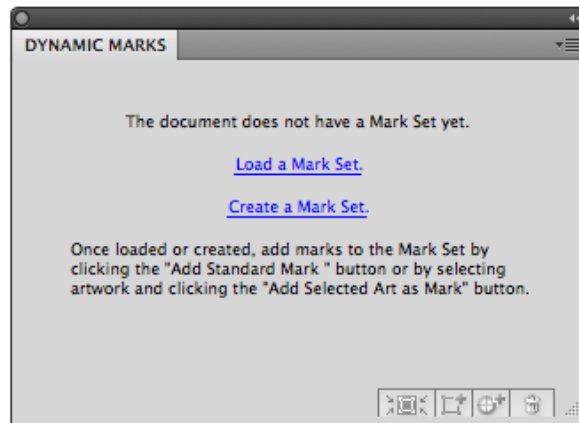 DYNAMIC MARKS
The document does not have a Mark Set yet.
Load a Mark Set.
Create a Mark Set.
Once loaded or created, add marks to the Mark Set by
clicking the "Add Standard Mark " button or by selecting
artwork and clicking the "Add Selected Art as Mark" button.